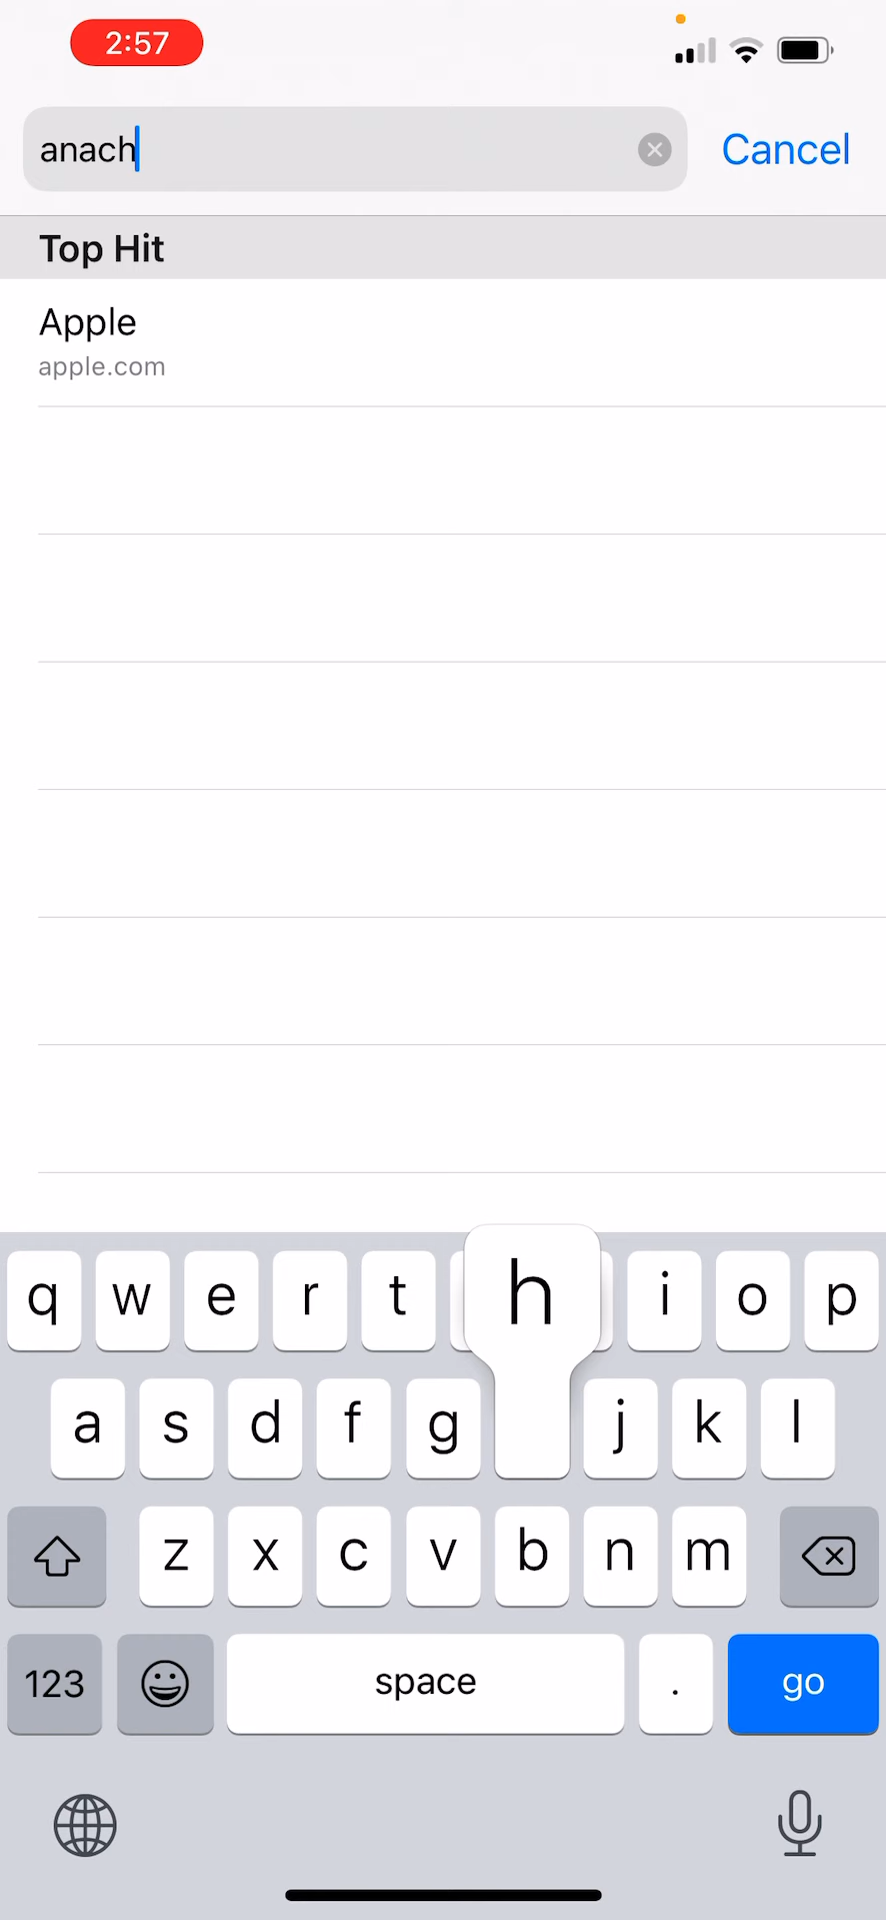 2:57
anach
Cancel
Top Hit
Apple
apple.com
q w e r t h i o p
a s d f g j k l
z x c v b n m
123 space . go